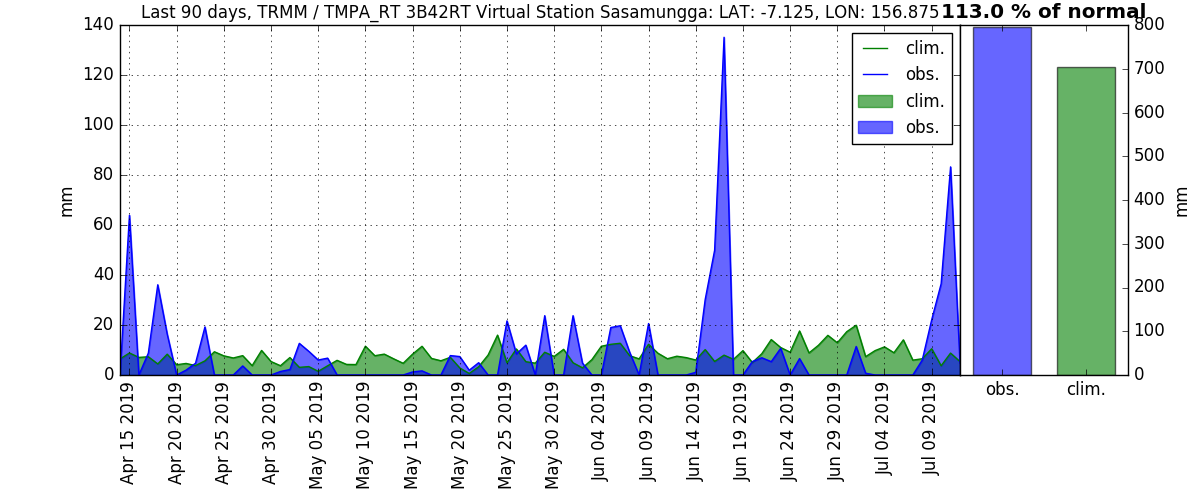 Last 90 days, TRMM / TMPA_RT 3B42RT Virtual Station Sasamungga: LAT: -7.125, LON: 156.875
113.0 % of normal
140
120
100
80
60
40
20
0
mm
clim.
obs.
clim.
obs.
800
700
600
500
400
300
200
100
0
mm
obs.
clim.
Apr 15 2019
Apr 20 2019
Apr 25 2019
Apr 30 2019
May 05 2019
May 10 2019
May 15 2019
May 20 2019
May 25 2019
May 30 2019
Jun 04 2019
Jun 09 2019
Jun 14 2019
Jun 19 2019
Jun 24 2019
Jun 29 2019
Jul 04 2019
Jul 09 2019